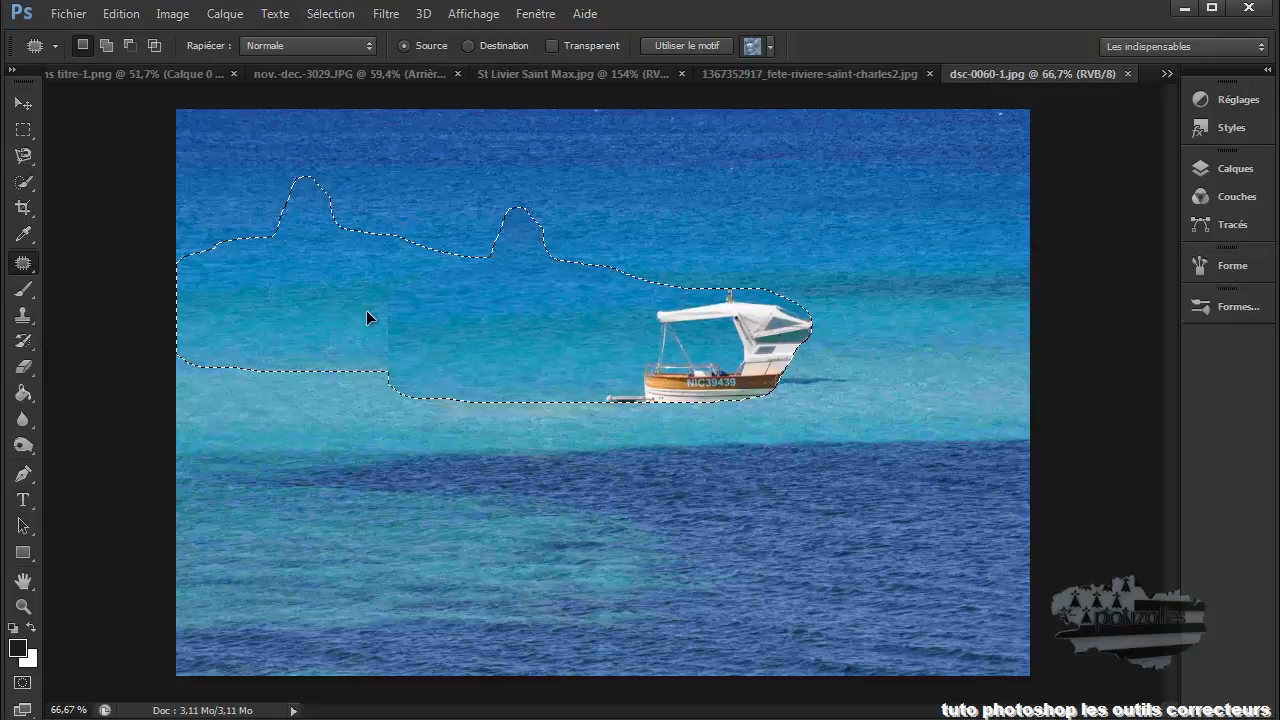 Ps Fichier Edition Image Calque Texte Sélection Filtre 3D Affichage Fenêtre Aide
Rapiécer : Normale Source Destination Transparent Utiliser le motif Les indispensables
ns titre-1.png @ 51,7% (Calque 0 ... × nov.-dec.-3029.JPG @ 59,4% (Arrièr... × St Livier Saint Max.jpg @ 154% (RV... × 1367352917_fete-riviere-saint-charles2.jpg × dsc-0060-1.jpg @ 66,7% (RVB/8) ×
Réglages
Styles
Calques
Couches
Tracés
Forme
Formes...
NIC39439
T
plouzolles
66,67 % Doc : 3,11 Mo/3,11 Mo
tuto photoshop les outils correcteurs